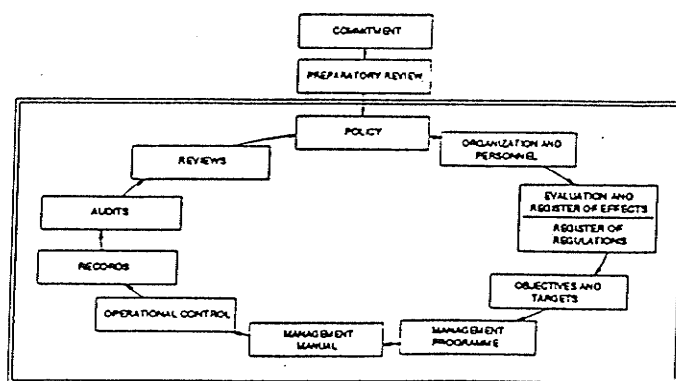 COMMITMENT
PREPARATORY REVIEW
POLICY
ORGANIZATION AND
PERSONNEL
EVALUATION AND
REGISTER OF EFFECTS
REGISTER OF
REGULATIONS
OBJECTIVES AND
TARGETS
MANAGEMENT
PROGRAMME
MANAGEMENT
MANUAL
OPERATIONAL CONTROL
RECORDS
AUDITS
REVIEWS